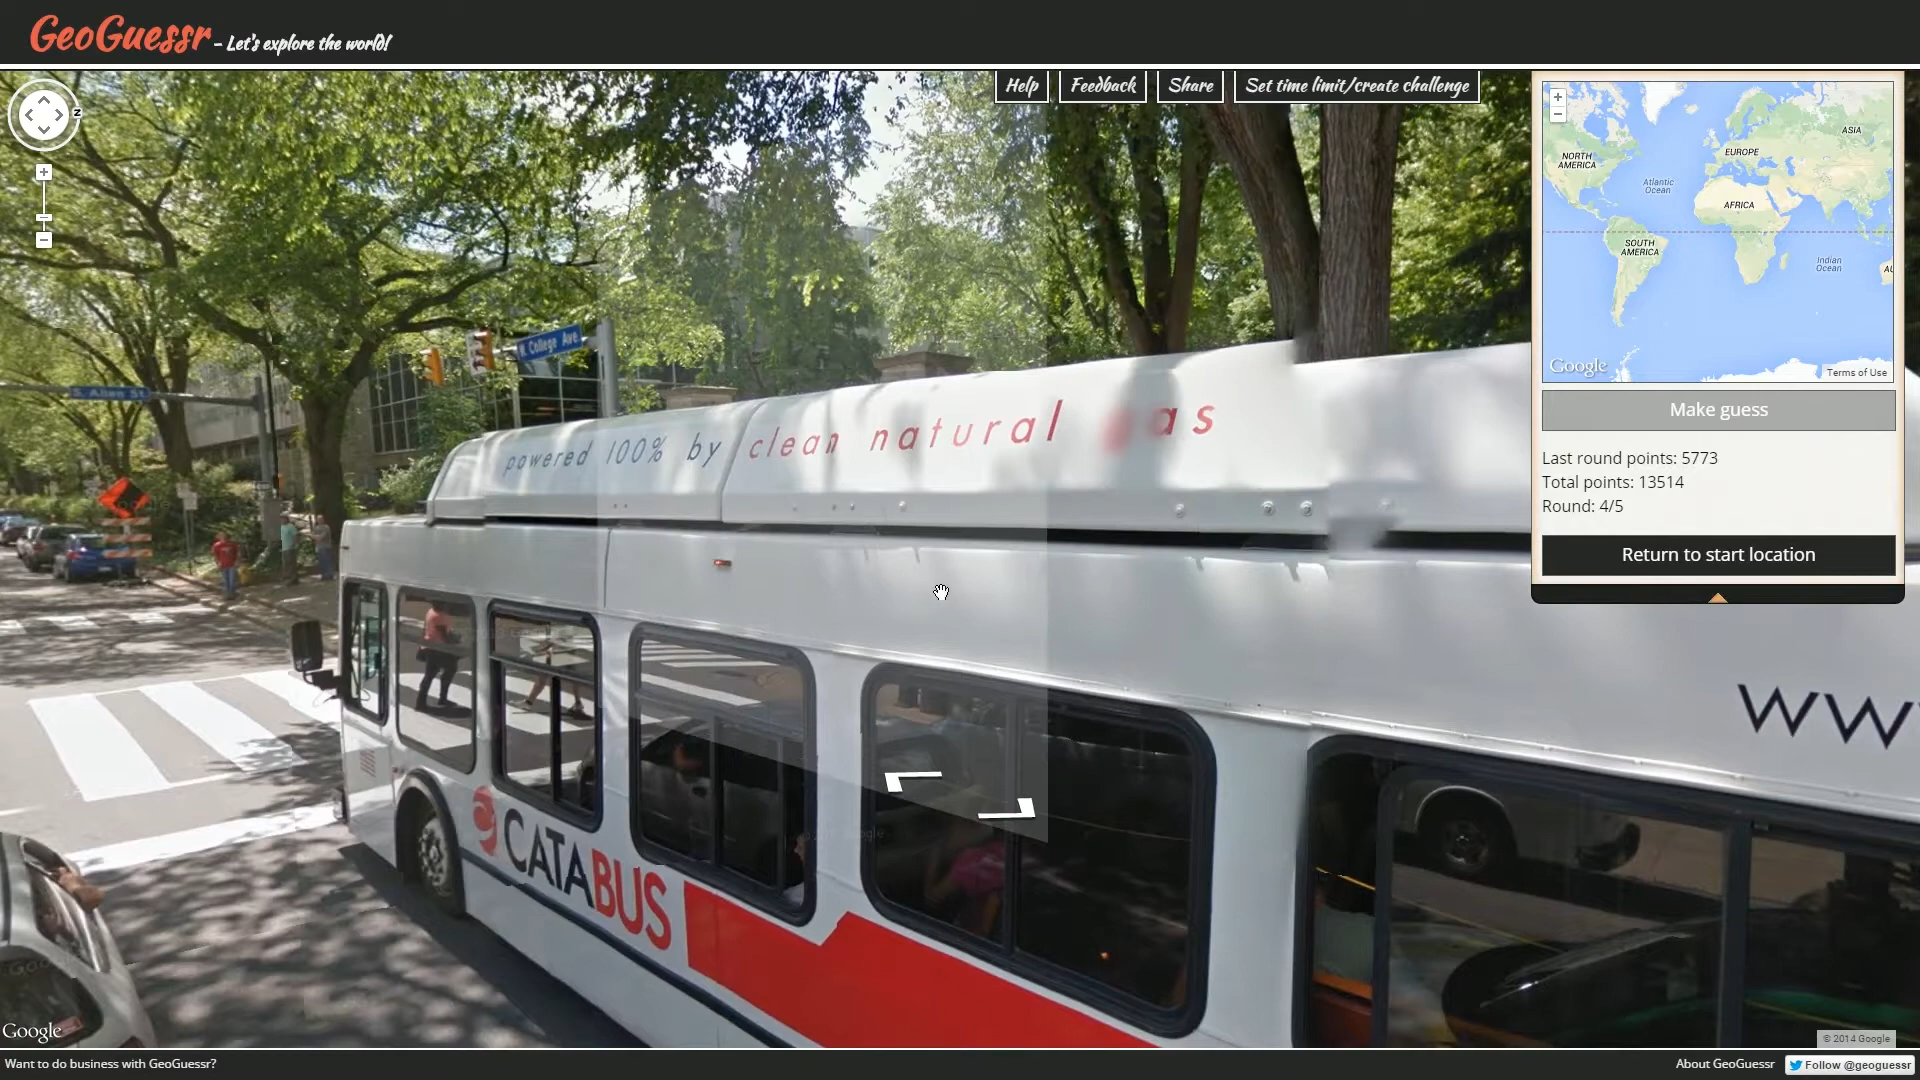 GeoGuessr - Let's explore the world!
Help
Feedback
Share
Set time limit/create challenge
z
+
−
+
−
NORTH AMERICA
Atlantic Ocean
EUROPE
ASIA
AFRICA
SOUTH AMERICA
Indian Ocean
AU
Google
Terms of Use
Make guess
Last round points: 5773
Total points: 13514
Round: 4/5
Return to start location
College Ave
S. Allen St
powered 100% by clean natural gas
CATABUS
ww
Google
© 2014 Google
Want to do business with GeoGuessr?
About GeoGuessr
Follow @geoguessr